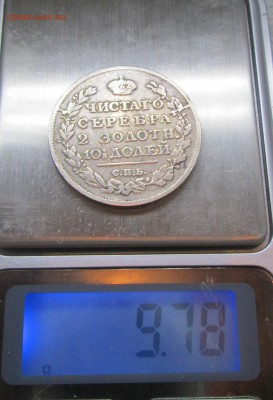 ЧИСТАГО
СЕРЕБРА
2 ЗОЛОТН.
10½ ДОЛЕЙ
С.П.Б.
9.78
g